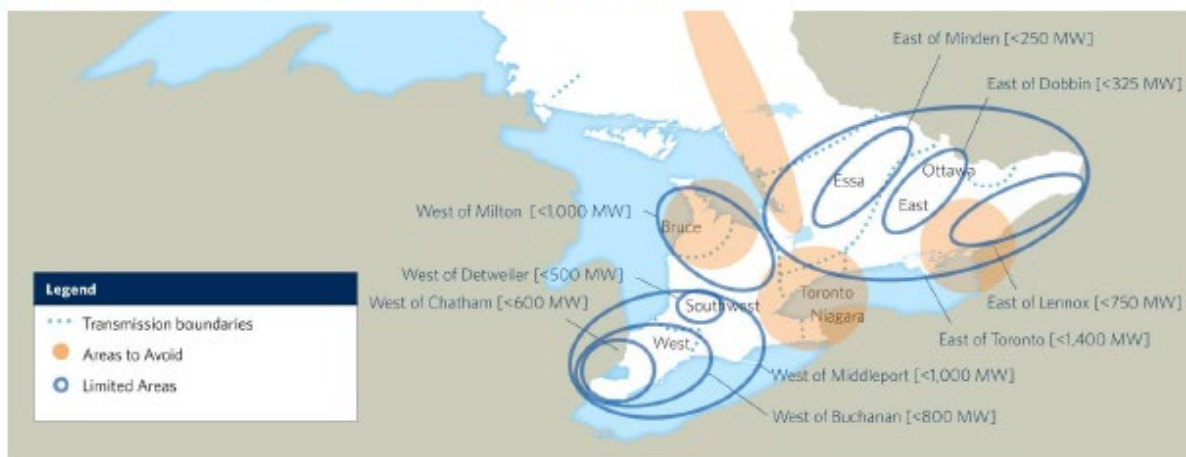 East of Minden [<250 MW]
East of Dobbin [<325 MW]
Ottawa
Essa
East
West of Milton [<1,000 MW]
Bruce
West of Detweiler [<500 MW]
Legend
Toronto
West of Chatham [<600 MW]
Southwest
East of Lennox [<750 MW]
Niagara
Transmission boundaries
East of Toronto [<1,400 MW]
West
Areas to Avoid
West of Middleport [<1,000 MW]
Limited Areas
West of Buchanan [<800 MW]